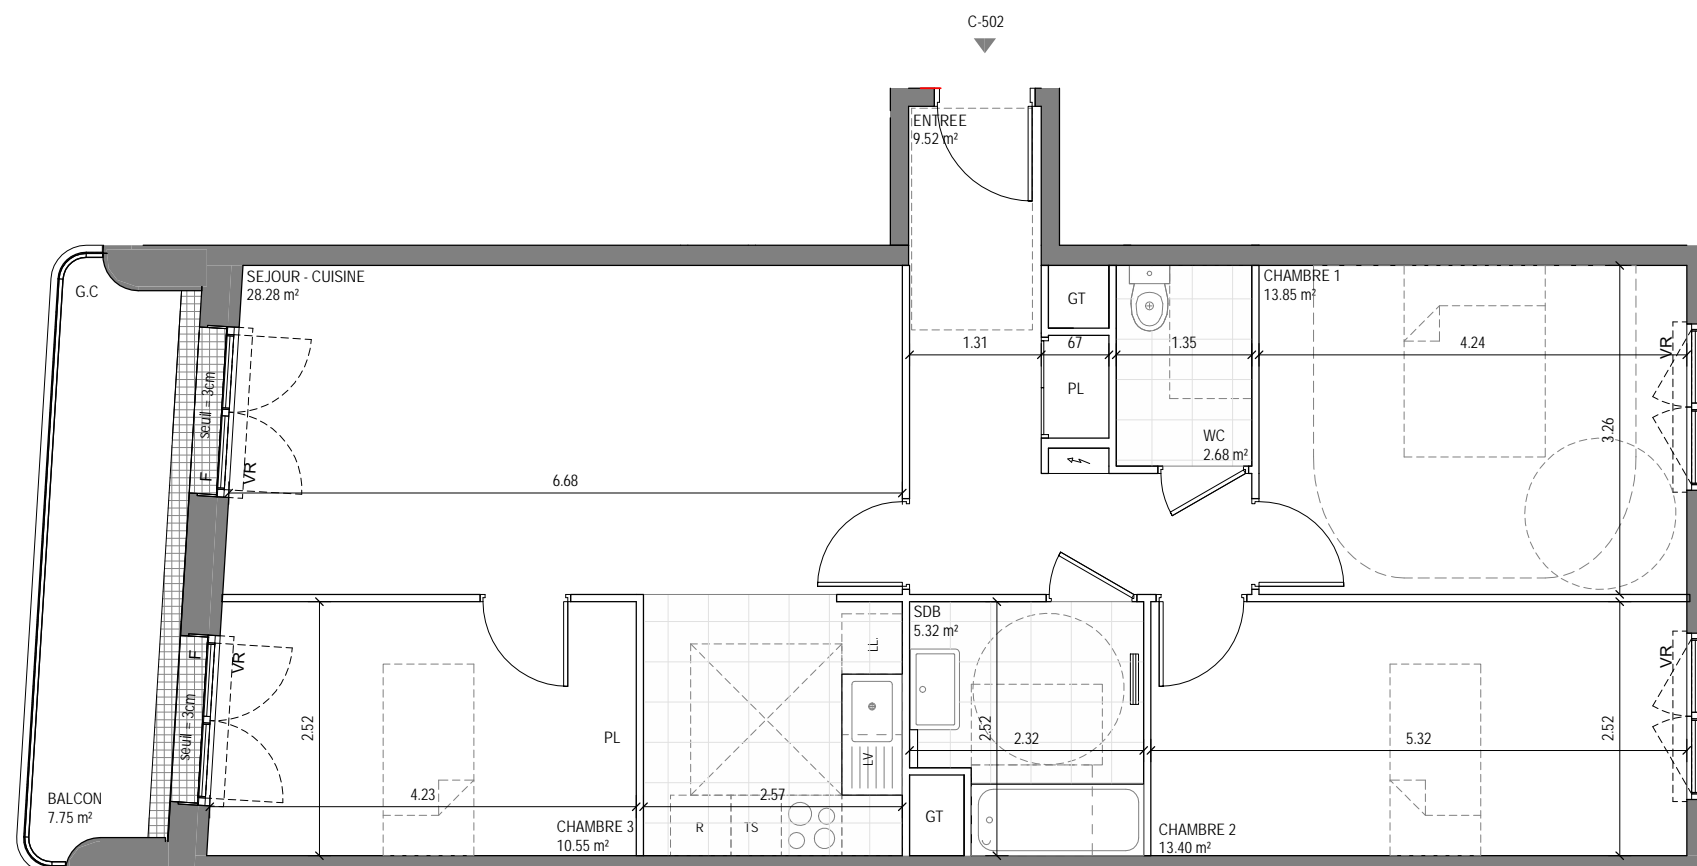 C-502
ENTREE
9.52 m²
SEJOUR - CUISINE
28.28 m²
CHAMBRE 1
13.85 m²
G.C
GT
1.31
67
1.35
4.24
VR
PL
seuil = 3cm
WC
2.68 m²
3.26
F
VR
6.68
SDB
5.32 m²
LL.
F
VR
VR
seuil = 3cm
2.52
PL
2.52
2.32
5.32
2.52
LV
BALCON
7.75 m²
4.23
2.57
GT
CHAMBRE 3
10.55 m²
R
TS
CHAMBRE 2
13.40 m²